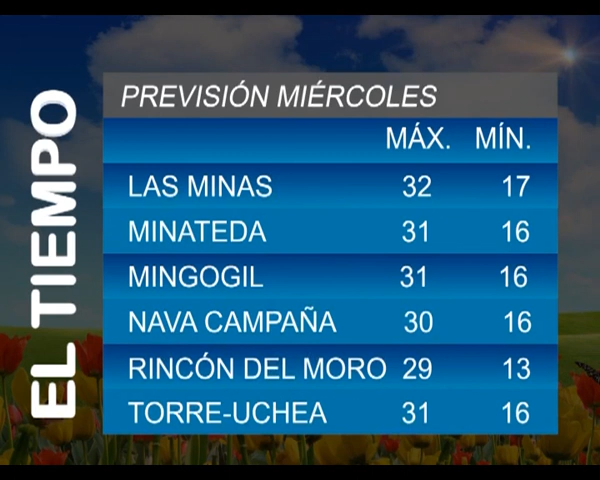 EL TIEMPO
PREVISIÓN MIÉRCOLES
MÁX. MÍN.
LAS MINAS 32 17
MINATEDA 31 16
MINGOGIL 31 16
NAVA CAMPAÑA 30 16
RINCÓN DEL MORO 29 13
TORRE-UCHEA 31 16